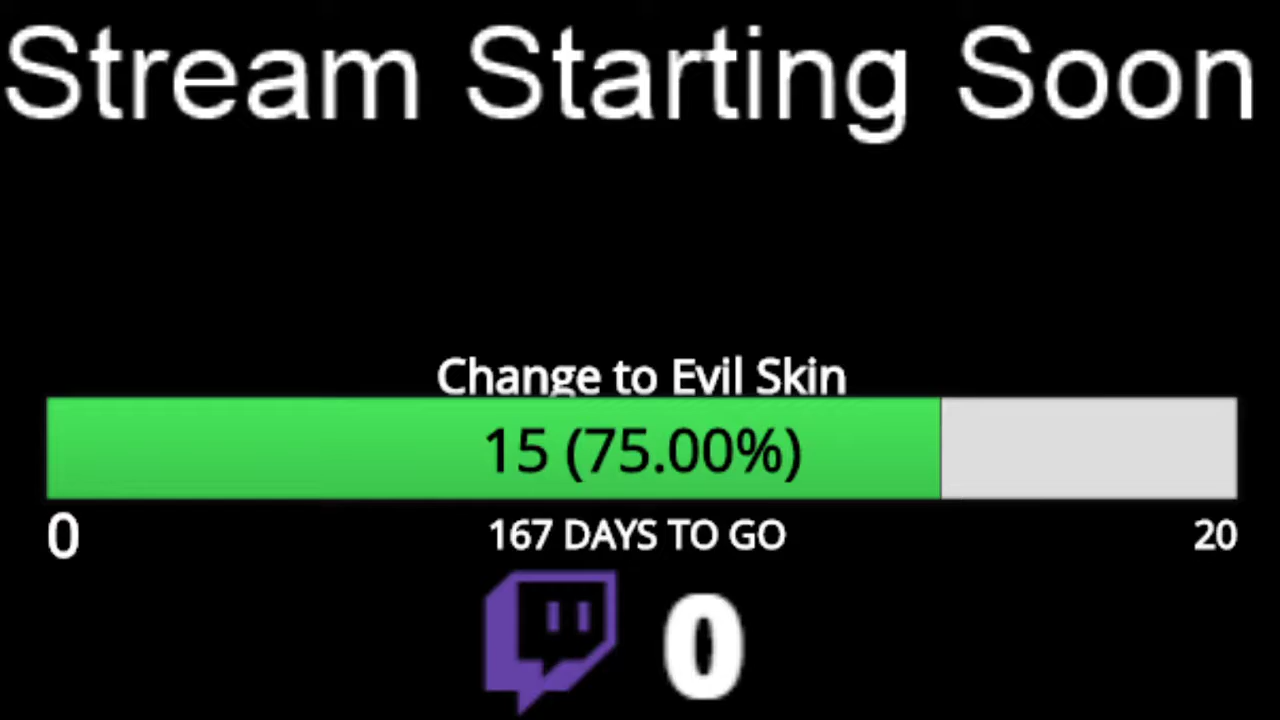 Stream Starting Soon
Change to Evil Skin
15 (75.00%)
0 167 DAYS TO GO 20
0